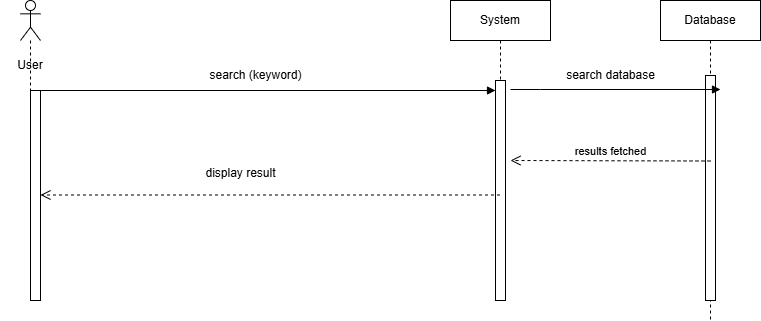 System
Database
User
search (keyword)
search database
results fetched
display result